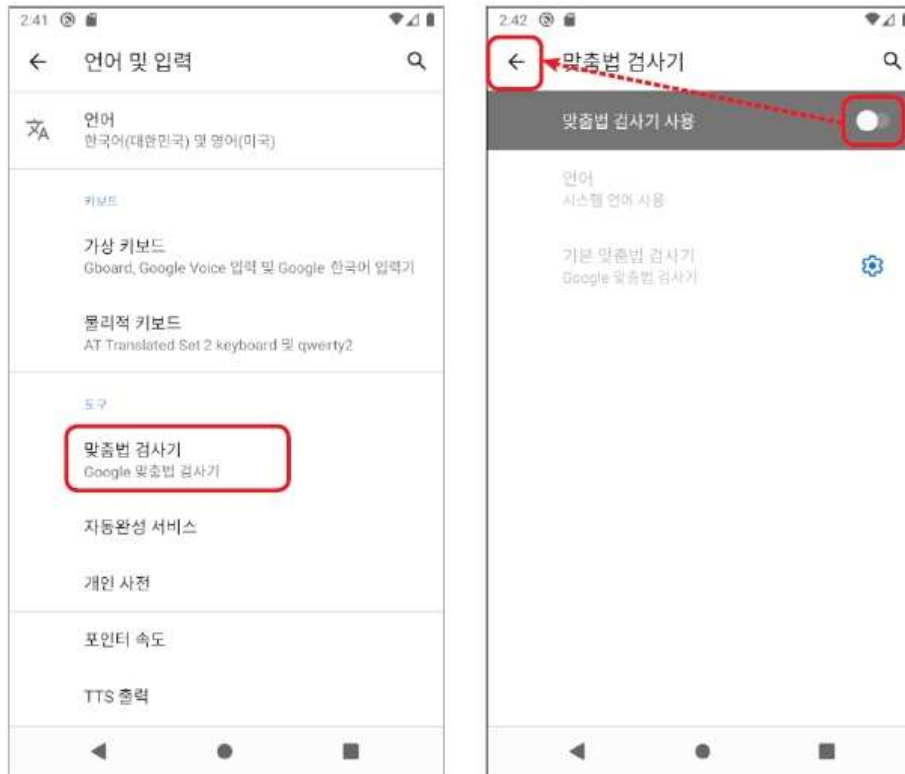 2:41
언어 및 입력
언어
한국어(대한민국) 및 영어(미국)
키보드
가상 키보드
Gboard, Google Voice 입력 및 Google 한국어 입력기
물리적 키보드
AT Translated Set 2 keyboard 및 qwerty2
도구
맞춤법 검사기
Google 맞춤법 검사기
자동완성 서비스
개인 사전
포인터 속도
TTS 출력
2:42
맞춤법 검사기
맞춤법 검사기 사용
언어
시스템 언어 사용
기본 맞춤법 검사기
Google 맞춤법 검사기